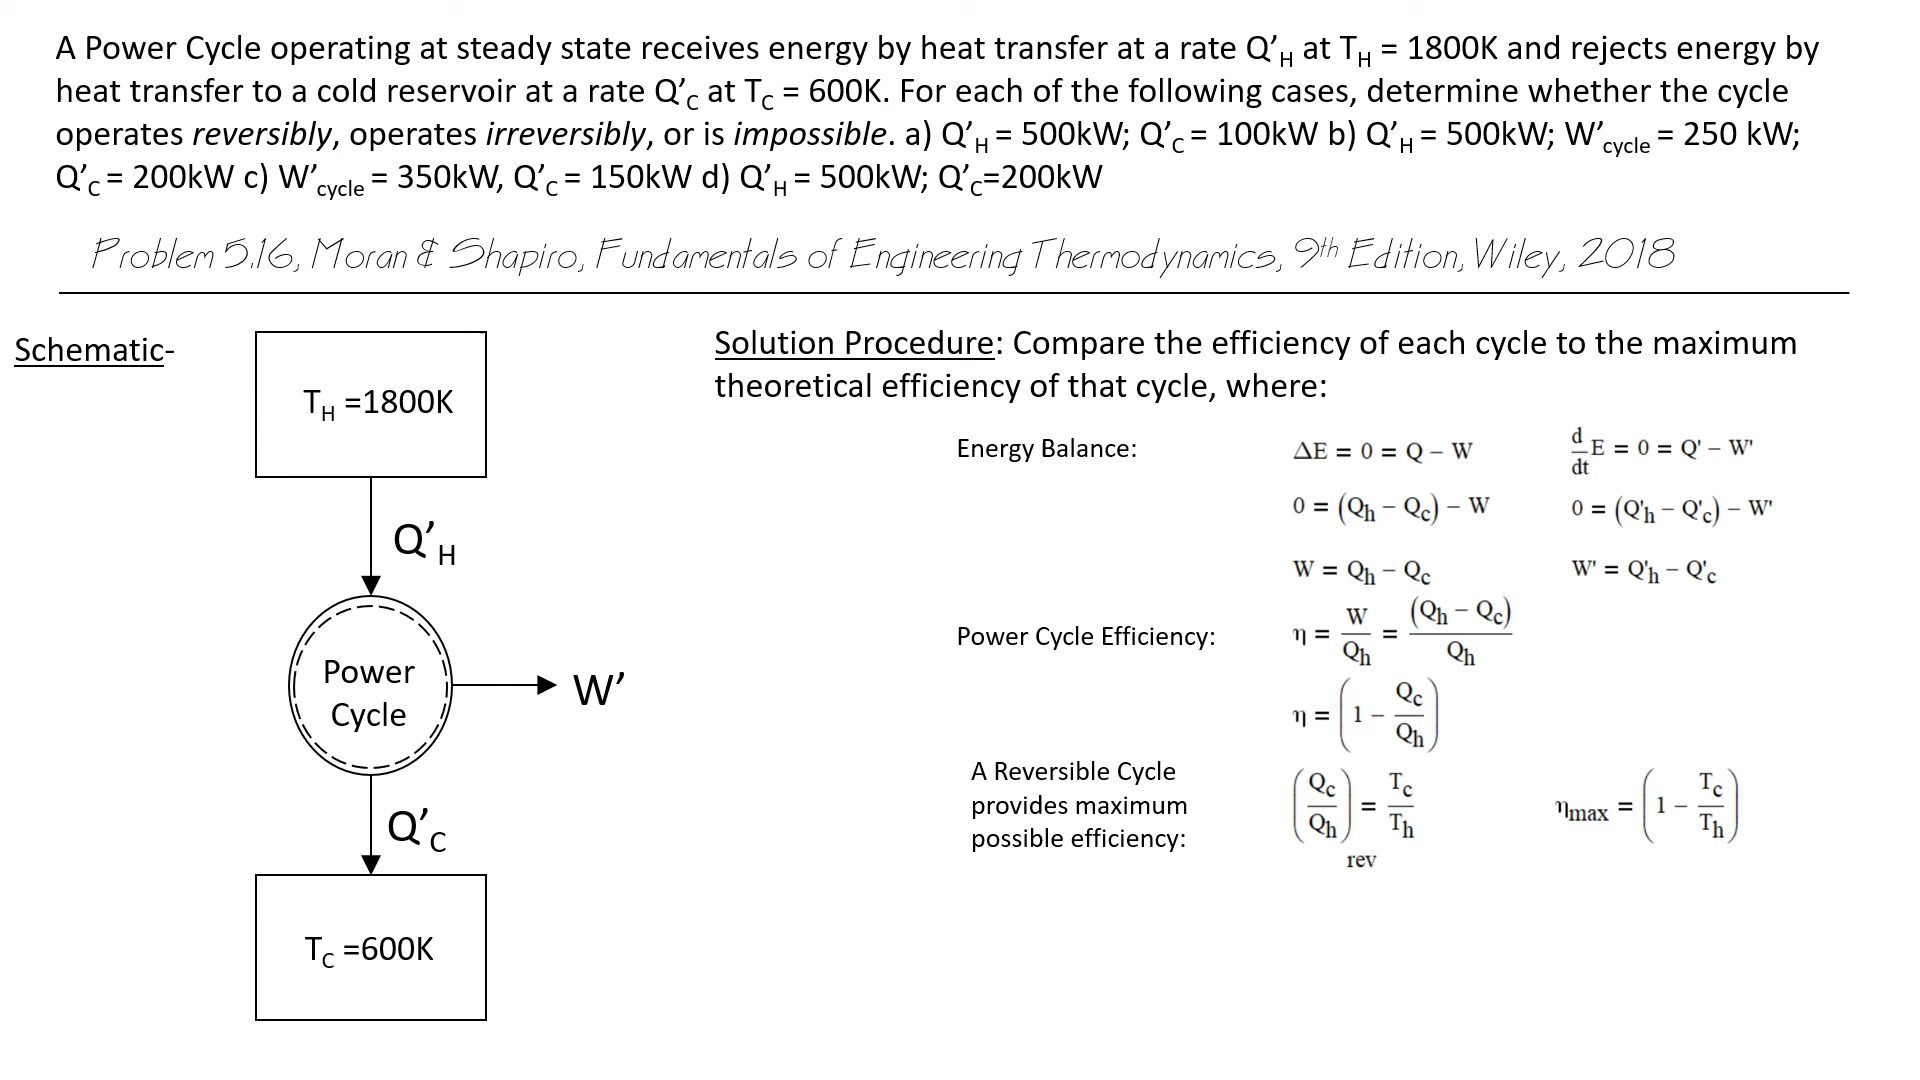 A Power Cycle operating at steady state receives energy by heat transfer at a rate Q’H at TH = 1800K and rejects energy by
heat transfer to a cold reservoir at a rate Q’C at TC = 600K. For each of the following cases, determine whether the cycle
operates reversibly, operates irreversibly, or is impossible. a) Q’H = 500kW; Q’C = 100kW b) Q’H = 500kW; W’cycle = 250 kW;
Q’C = 200kW c) W’cycle = 350kW, Q’C = 150kW d) Q’H = 500kW; Q’C=200kW
Problem 5.16, Moran & Shapiro, Fundamentals of Engineering Thermodynamics, 9th Edition, Wiley, 2018
Schematic-
TH =1800K
Q’H
Power
Cycle
W'
Q’C
TC =600K
Solution Procedure: Compare the efficiency of each cycle to the maximum
theoretical efficiency of that cycle, where:
Energy Balance: ΔE = 0 = Q − W d/dt E = 0 = Q' − W'
0 = (Qh − Qc) − W 0 = (Q'h − Q'c) − W'
W = Qh − Qc W' = Q'h − Q'c
Power Cycle Efficiency: η = W/Qh = (Qh − Qc)/Qh
η = (1 − Qc/Qh)
A Reversible Cycle
provides maximum
possible efficiency:
(Qc/Qh)rev = Tc/Th ηmax = (1 − Tc/Th)